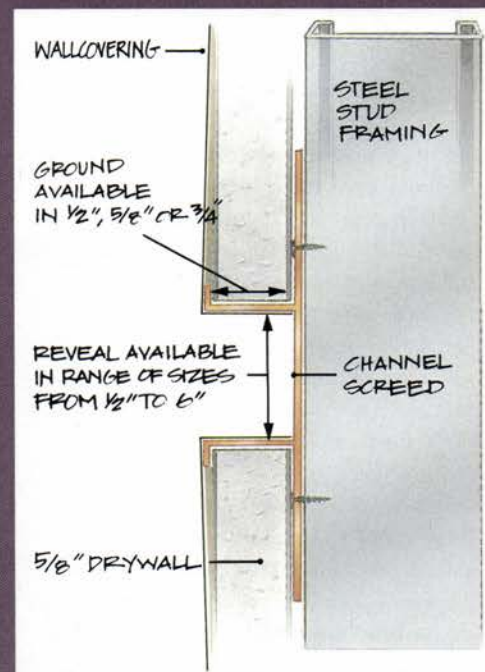 WALLCOVERING
STEEL
STUD
FRAMING
GROUND
AVAILABLE
IN 1/2", 5/8" OR 3/4"
REVEAL AVAILABLE
IN RANGE OF SIZES
FROM 1/2" TO 6"
CHANNEL
SCREED
5/8" DRYWALL